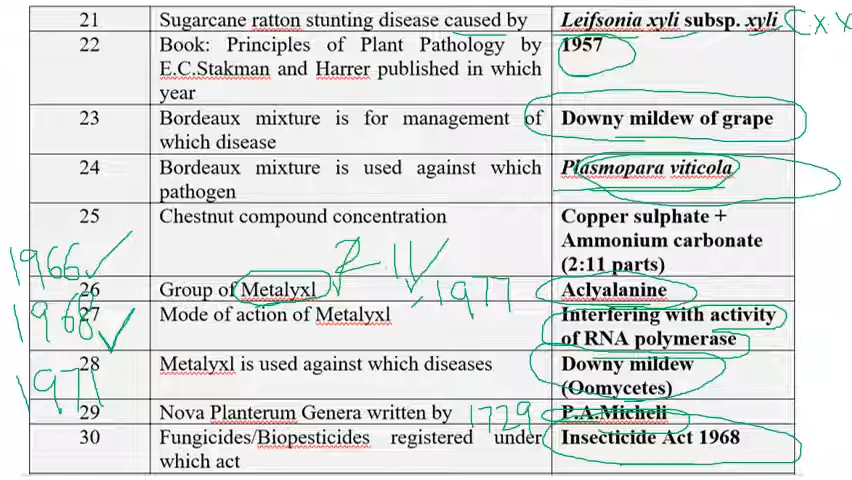 21 Sugarcane ratton stunting disease caused by Leifsonia xyli subsp. xyli CXX
22 Book: Principles of Plant Pathology by 1957
E.C.Stakman and Harrer published in which
year
23 Bordeaux mixture is for management of Downy mildew of grape
which disease
24 Bordeaux mixture is used against which Plasmopara viticola
pathogen
25 Chestnut compound concentration Copper sulphate +
Ammonium carbonate
(2:11 parts)
1966
26 Group of Metalyxl 1977 Aclyalanine
27 Mode of action of Metalyxl Interfering with activity
1968 of RNA polymerase
28 Metalyxl is used against which diseases Downy mildew
1971 (Oomycetes)
29 Nova Planterum Genera written by 1729 P.A.Micheli
30 Fungicides/Biopesticides registered under Insecticide Act 1968
which act